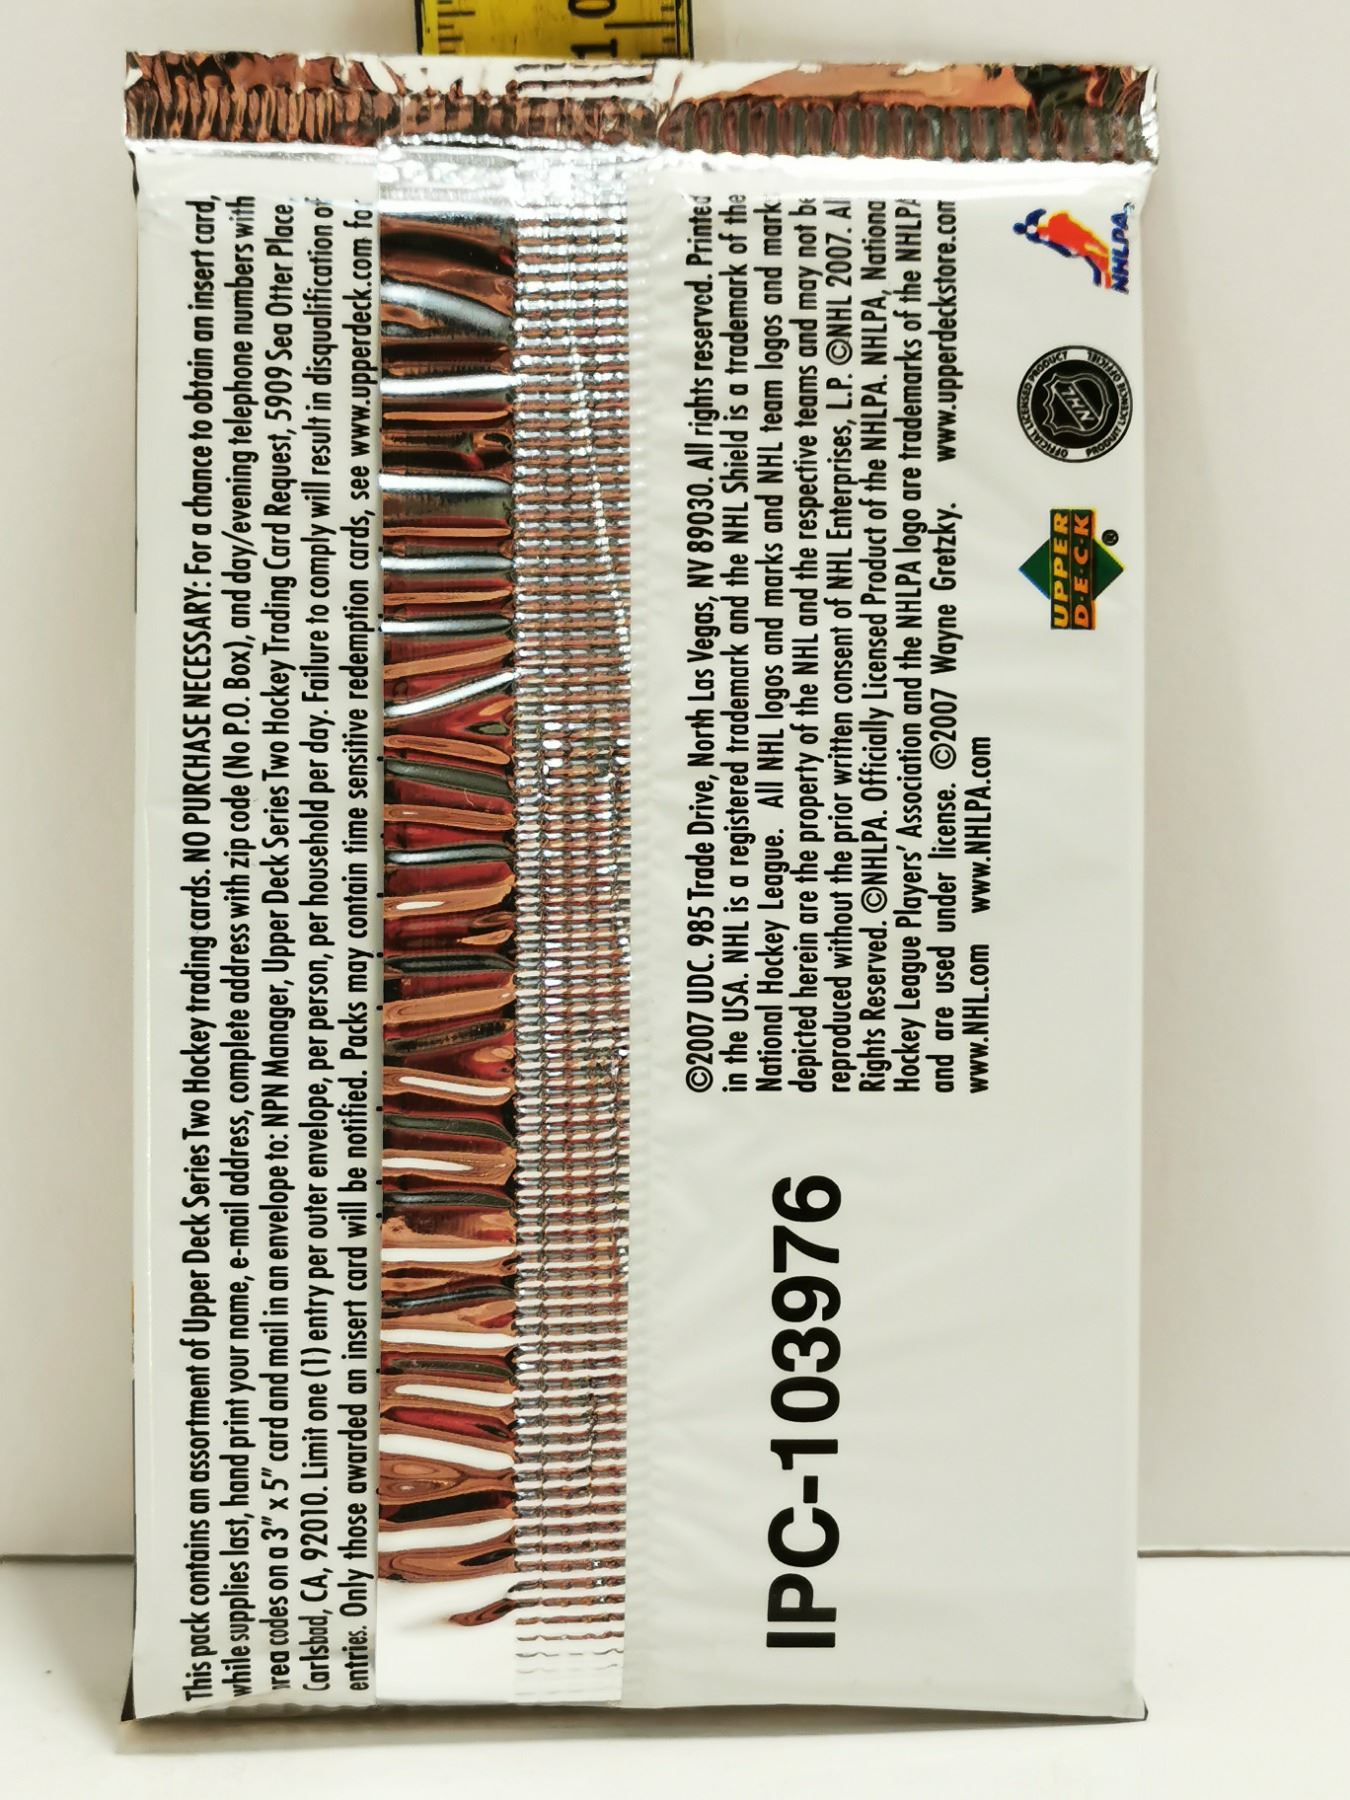 This pack contains an assortment of Upper Deck Series Two Hockey trading cards. NO PURCHASE NECESSARY: For a chance to obtain an insert card,
while supplies last, hand print your name, e-mail address, complete address with zip code (No P.O. Box), and day/evening telephone numbers with
area codes on a 3" x 5" card and mail in an envelope to: NPN Manager, Upper Deck Series Two Hockey Trading Card Request, 5909 Sea Otter Place,
Carlsbad, CA, 92010. Limit one (1) entry per outer envelope, per person, per household per day. Failure to comply will result in disqualification of
entries. Only those awarded an insert card will be notified. Packs may contain time sensitive redemption cards, see www.upperdeck.com for
©2007 UDC. 985 Trade Drive, North Las Vegas, NV 89030. All rights reserved. Printed
in the USA. NHL is a registered trademark and the NHL Shield is a trademark of the
National Hockey League. All NHL logos and marks and NHL team logos and mark
depicted herein are the property of the NHL and the respective teams and may not be
reproduced without the prior written consent of NHL Enterprises, L.P. ©NHL 2007. Al
Rights Reserved. ©NHLPA. Officially Licensed Product of the NHLPA. NHLPA, Nationa
Hockey League Players' Association and the NHLPA logo are trademarks of the NHLPA
and are used under license. ©2007 Wayne Gretzky. www.upperdeckstore.com
www.NHL.com www.NHLPA.com
IPC-103976
UPPER
D·E·C·K
®
OFFICIAL LICENSED PRODUCT
NHL
NHLPA
10